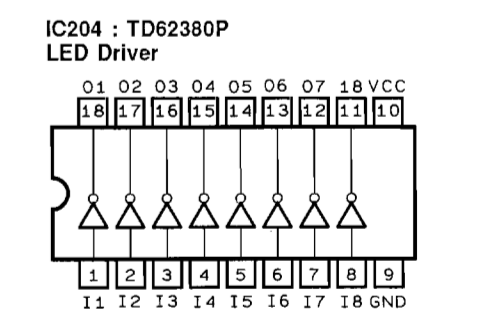 IC204 : TD62380P
LED Driver
O1 O2 O3 O4 O5 O6 O7 18 VCC
18 17 16 15 14 13 12 11 10
1 2 3 4 5 6 7 8 9
I1 I2 I3 I4 I5 I6 I7 I8 GND